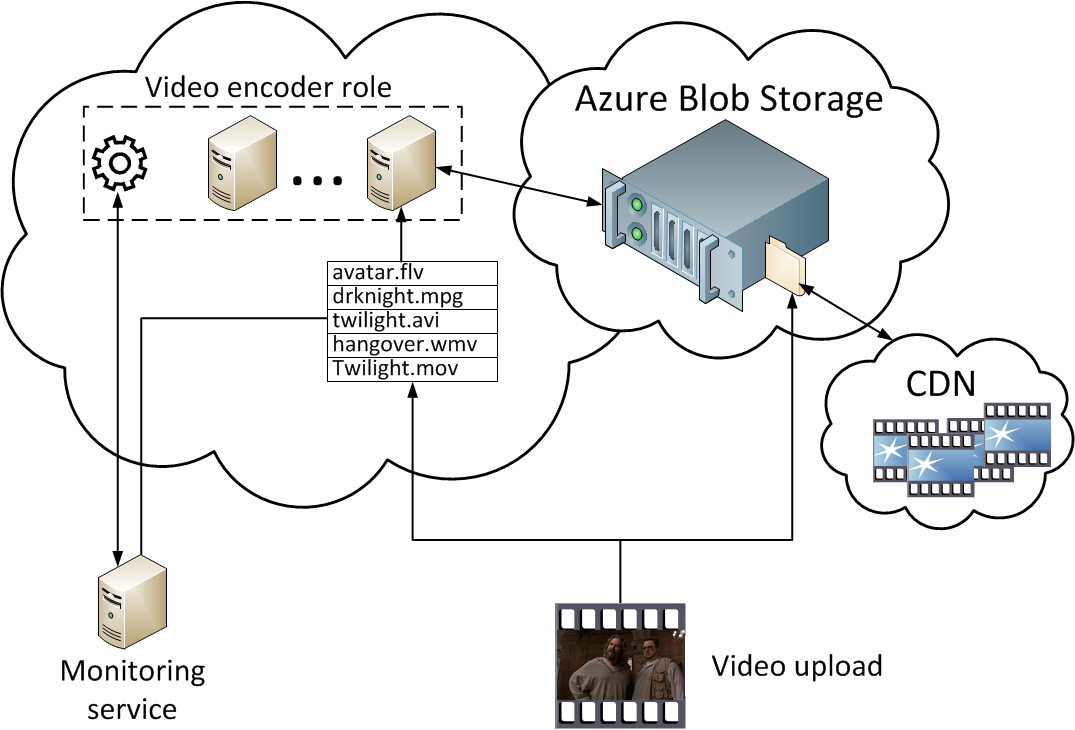 Video encoder role
Azure Blob Storage
avatar.flv
drknight.mpg
twilight.avi
hangover.wmv
Twilight.mov
CDN
Monitoring
service
Video upload